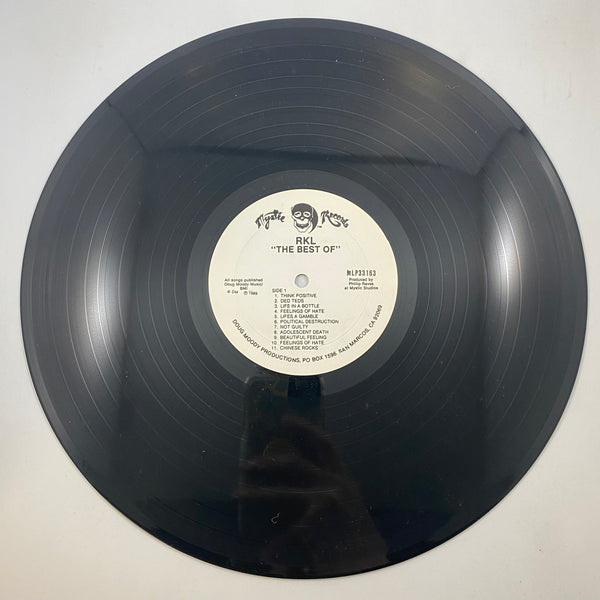 Mystic Records
TM
RKL
"THE BEST OF"
All songs published
Doug Moody Music/
BMI
MLP33163
Produced by
Phillip Raves
at Mystic Studios
SIDE 1
1. THINK POSITIVE
2. DED TEDS
3. LIFE IN A BOTTLE
4. FEELINGS OF HATE
5. LIFES A GAMBLE
6. POLITICAL DESTRUCTION
7. NOT GUILTY
8. ADOLESCENT DEATH
9. BEAUTIFUL FEELING
10. FEELINGS OF HATE
11. CHINESE ROCKS
DOUG MOODY PRODUCTIONS, PO BOX 1596, SAN MARCOS, CA 92069